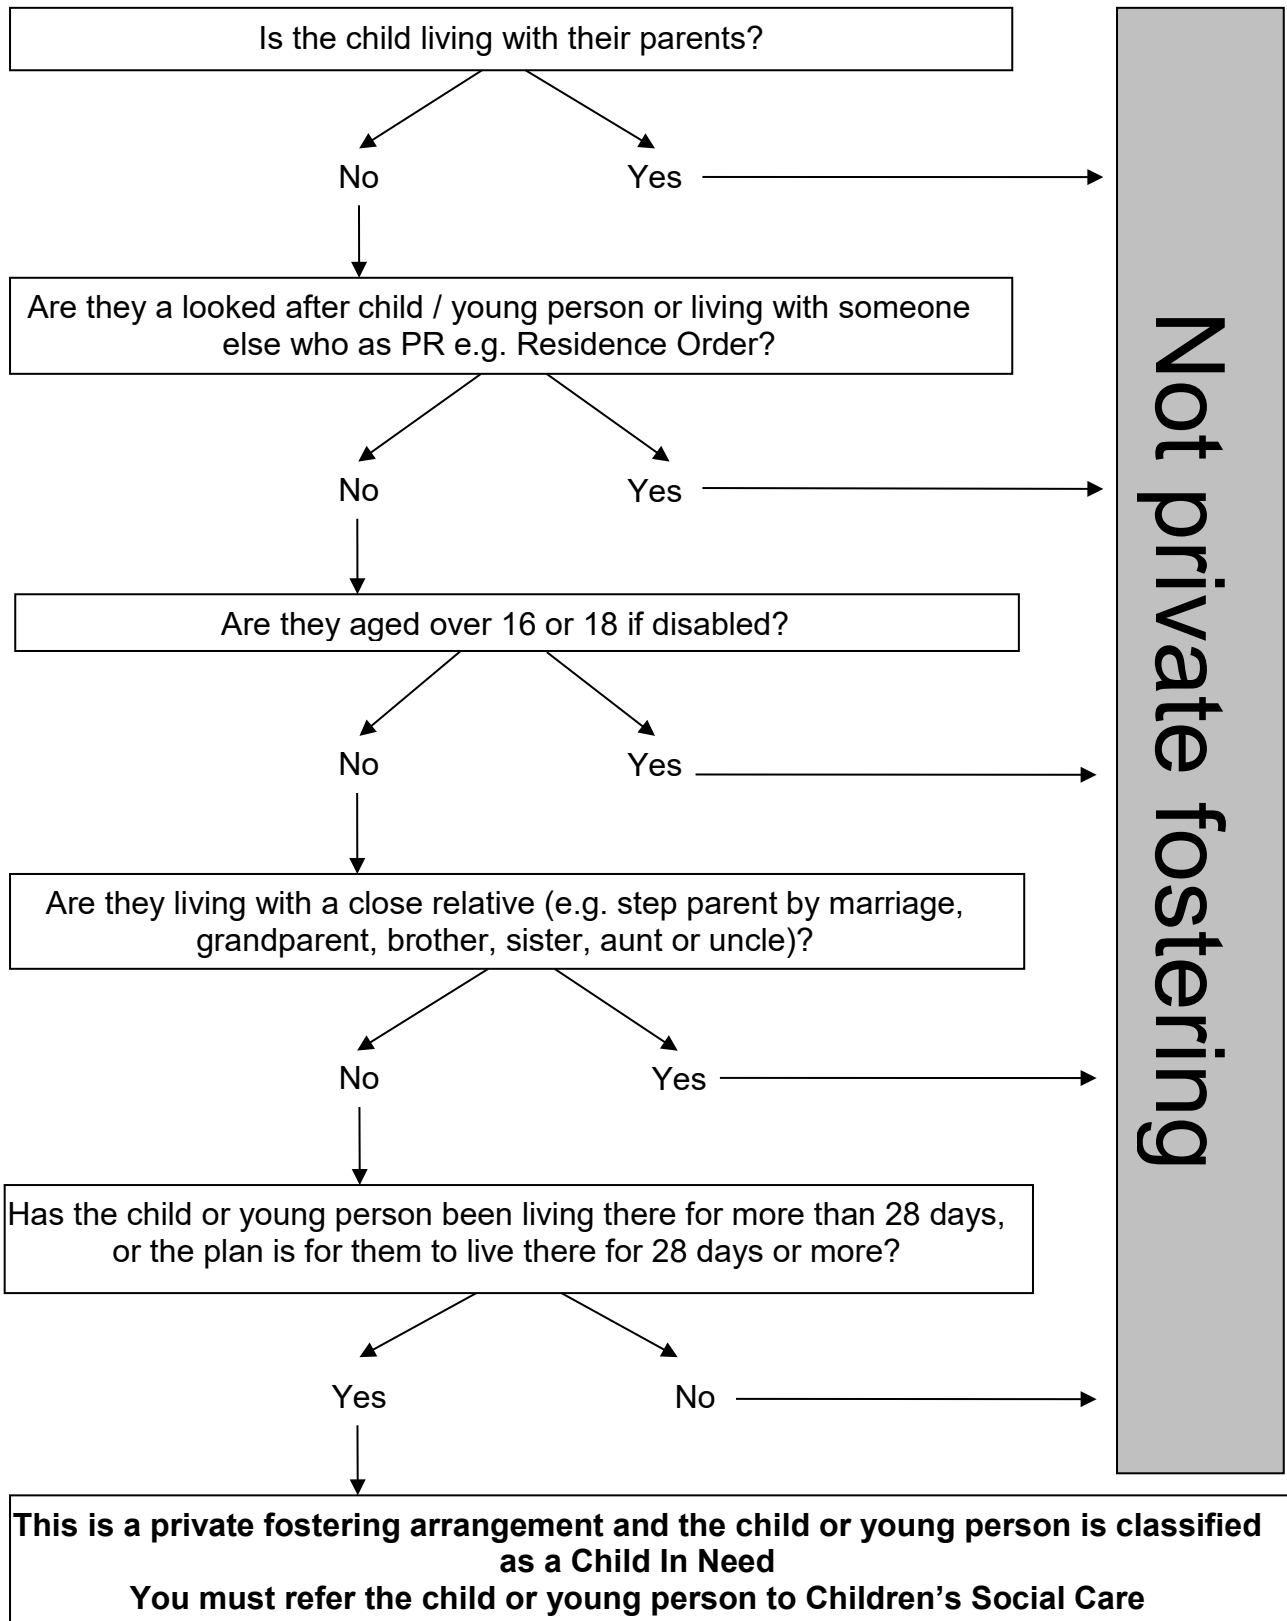 Is the child living with their parents?
No
Yes
Are they a looked after child / young person or living with someone
else who as PR e.g. Residence Order?
No
Yes
Are they aged over 16 or 18 if disabled?
No
Yes
Are they living with a close relative (e.g. step parent by marriage,
grandparent, brother, sister, aunt or uncle)?
No
Yes
Has the child or young person been living there for more than 28 days,
or the plan is for them to live there for 28 days or more?
Yes
No
Not private fostering
This is a private fostering arrangement and the child or young person is classified
as a Child In Need
You must refer the child or young person to Children’s Social Care